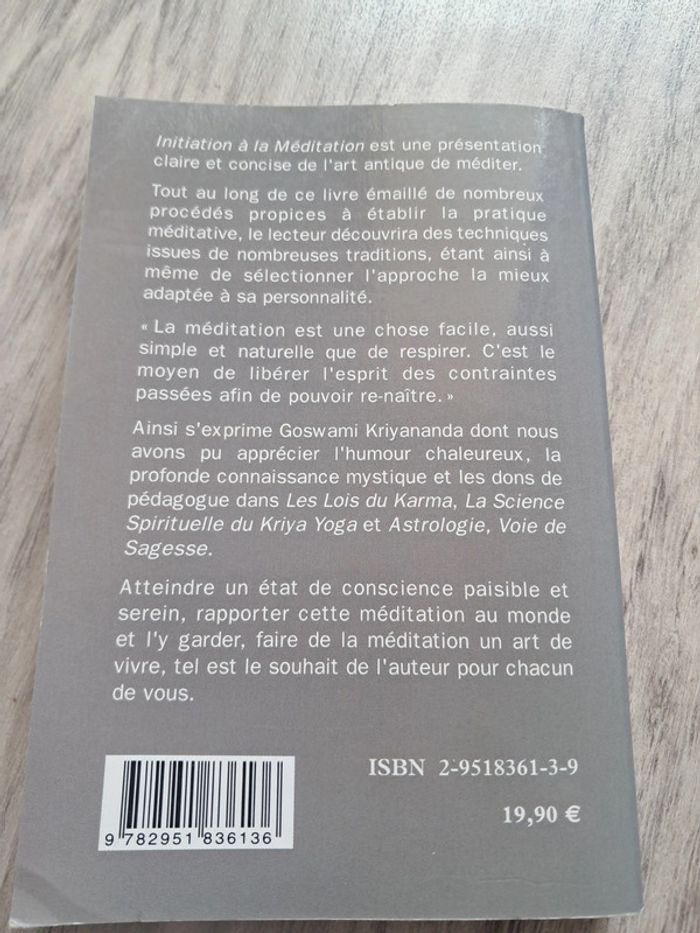 Initiation à la Méditation est une présentation
claire et concise de l'art antique de méditer.
Tout au long de ce livre émaillé de nombreux
procédés propices à établir la pratique
méditative, le lecteur découvrira des techniques
issues de nombreuses traditions, étant ainsi à
même de sélectionner l'approche la mieux
adaptée à sa personnalité.
« La méditation est une chose facile, aussi
simple et naturelle que de respirer. C'est le
moyen de libérer l'esprit des contraintes
passées afin de pouvoir re-naître. »
Ainsi s'exprime Goswami Kriyananda dont nous
avons pu apprécier l'humour chaleureux, la
profonde connaissance mystique et les dons de
pédagogue dans Les Lois du Karma, La Science
Spirituelle du Kriya Yoga et Astrologie, Voie de
Sagesse.
Atteindre un état de conscience paisible et
serein, rapporter cette méditation au monde
et l'y garder, faire de la méditation un art de
vivre, tel est le souhait de l'auteur pour chacun
de vous.
ISBN 2-9518361-3-9
19,90 €
9 782951 836136